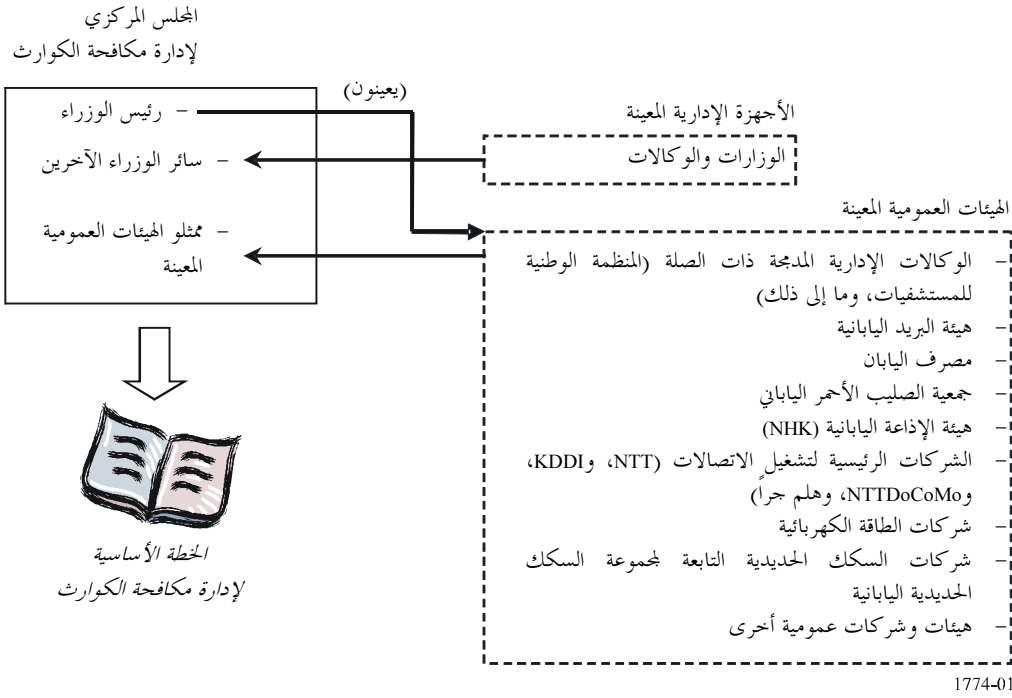 المجلس المركزي
لإدارة مكافحة الكوارث
(يعينون)
– رئيس الوزراء
– سائر الوزراء الآخرين
– ممثلو الهيئات العمومية
المعينة
الأجهزة الإدارية المعينة
الوزارات والوكالات
الهيئات العمومية المعينة
– الوكالات الإدارية المدمجة ذات الصلة (المنظمة الوطنية
للمستشفيات، وما إلى ذلك)
– هيئة البريد اليابانية
– مصرف اليابان
– جمعية الصليب الأحمر الياباني
– هيئة الإذاعة اليابانية (NHK)
– الشركات الرئيسية لتشغيل الاتصالات (NTT، وKDDI،
وNTTDoCoMo، وهلم جراً)
– شركات الطاقة الكهربائية
– شركات السكك الحديدية التابعة لمجموعة السكك
الحديدية اليابانية
– هيئات وشركات عمومية أخرى
الخطة الأساسية
لإدارة مكافحة الكوارث
1774-01